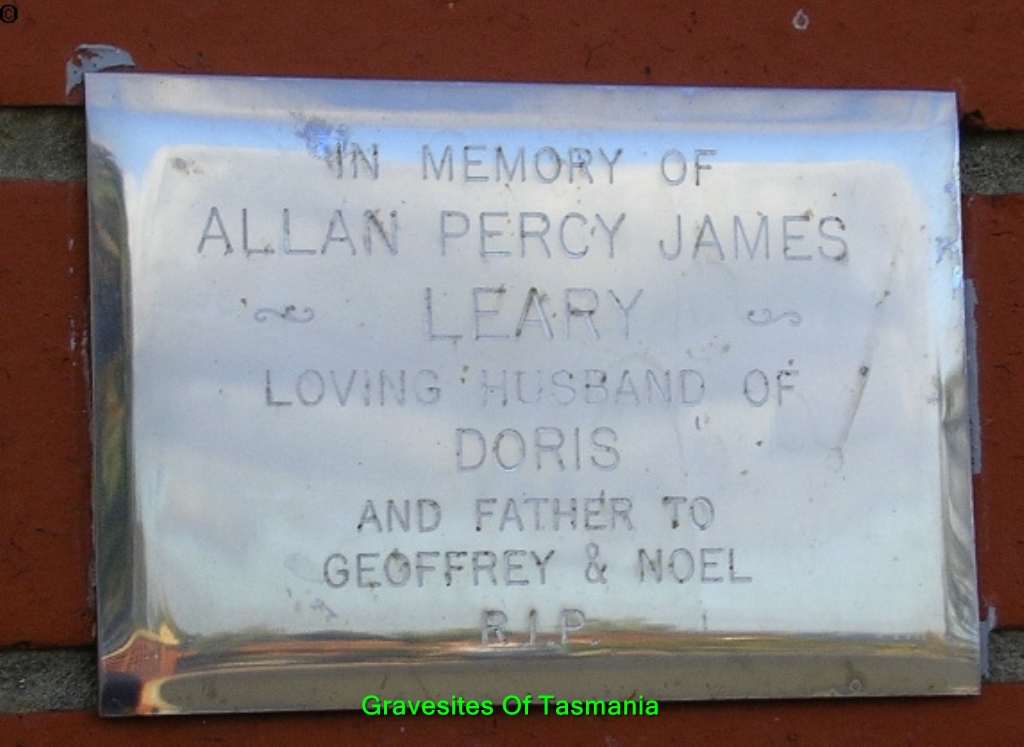 ©
IN MEMORY OF
ALLAN PERCY JAMES
LEARY
LOVING HUSBAND OF
DORIS
AND FATHER TO
GEOFFREY & NOEL
R.I.P.
Gravesites Of Tasmania